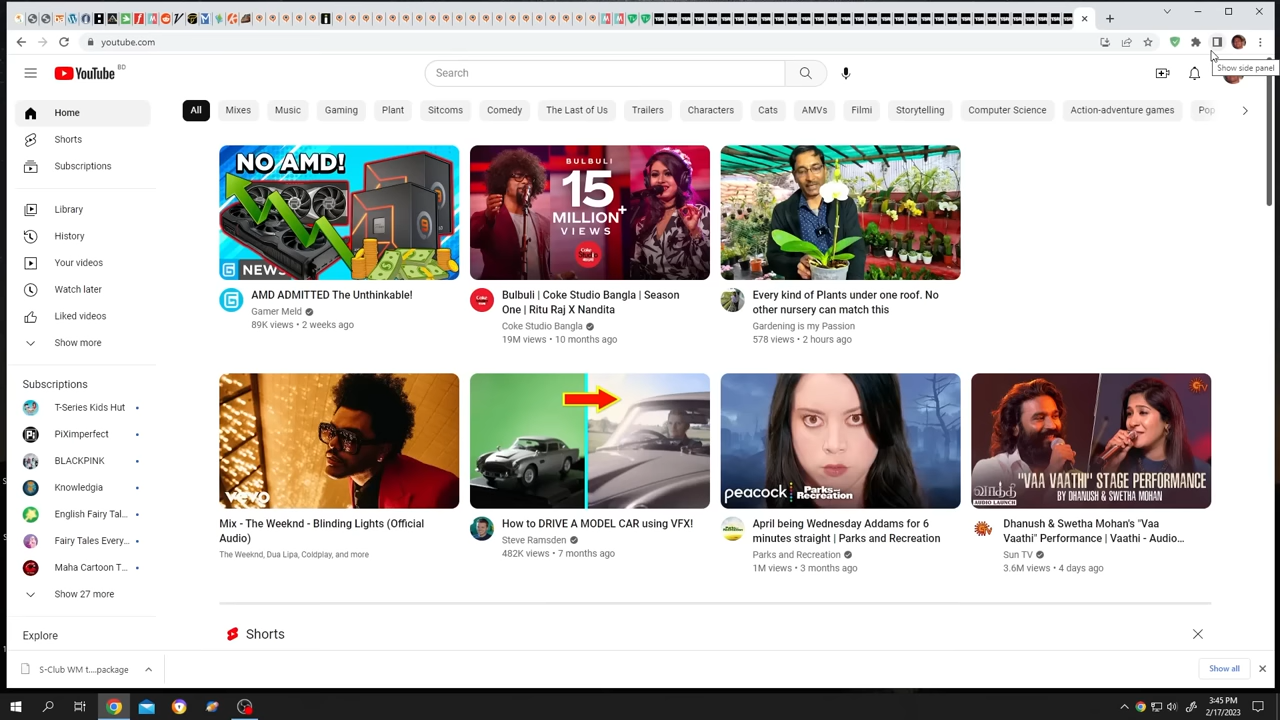 youtube.com
Show side panel
YouTube BD
Search
Home
Shorts
Subscriptions
Library
History
Your videos
Watch later
Liked videos
Show more
Subscriptions
T-Series Kids Hut
PiXimperfect
BLACKPINK
Knowledgia
English Fairy Tal...
Fairy Tales Every...
Maha Cartoon T...
Show 27 more
Explore
All
Mixes
Music
Gaming
Plant
Sitcoms
Comedy
The Last of Us
Trailers
Characters
Cats
AMVs
Filmi
Storytelling
Computer Science
Action-adventure games
Pop
NO AMD!
NEWS
AMD ADMITTED The Unthinkable!
Gamer Meld
89K views • 2 weeks ago
BULBULI
15
MILLION+
VIEWS
Bulbuli | Coke Studio Bangla | Season
One | Ritu Raj X Nandita
Coke Studio Bangla
19M views • 10 months ago
Every kind of Plants under one roof. No
other nursery can match this
Gardening is my Passion
578 views • 2 hours ago
vevo
Mix - The Weeknd - Blinding Lights (Official
Audio)
The Weeknd, Dua Lipa, Coldplay, and more
How to DRIVE A MODEL CAR using VFX!
Steve Ramsden
482K views • 7 months ago
peacock
Parks and
Recreation
April being Wednesday Addams for 6
minutes straight | Parks and Recreation
Parks and Recreation
1M views • 3 months ago
"VAA VAATHI" STAGE PERFORMANCE
BY DHANUSH & SWETHA MOHAN
வாத்தி
AUDIO LAUNCH
Dhanush & Swetha Mohan's "Vaa
Vaathi" Performance | Vaathi - Audio...
Sun TV
3.6M views • 4 days ago
Shorts
S-Club WM t....package
Show all
3:45 PM
2/17/2023